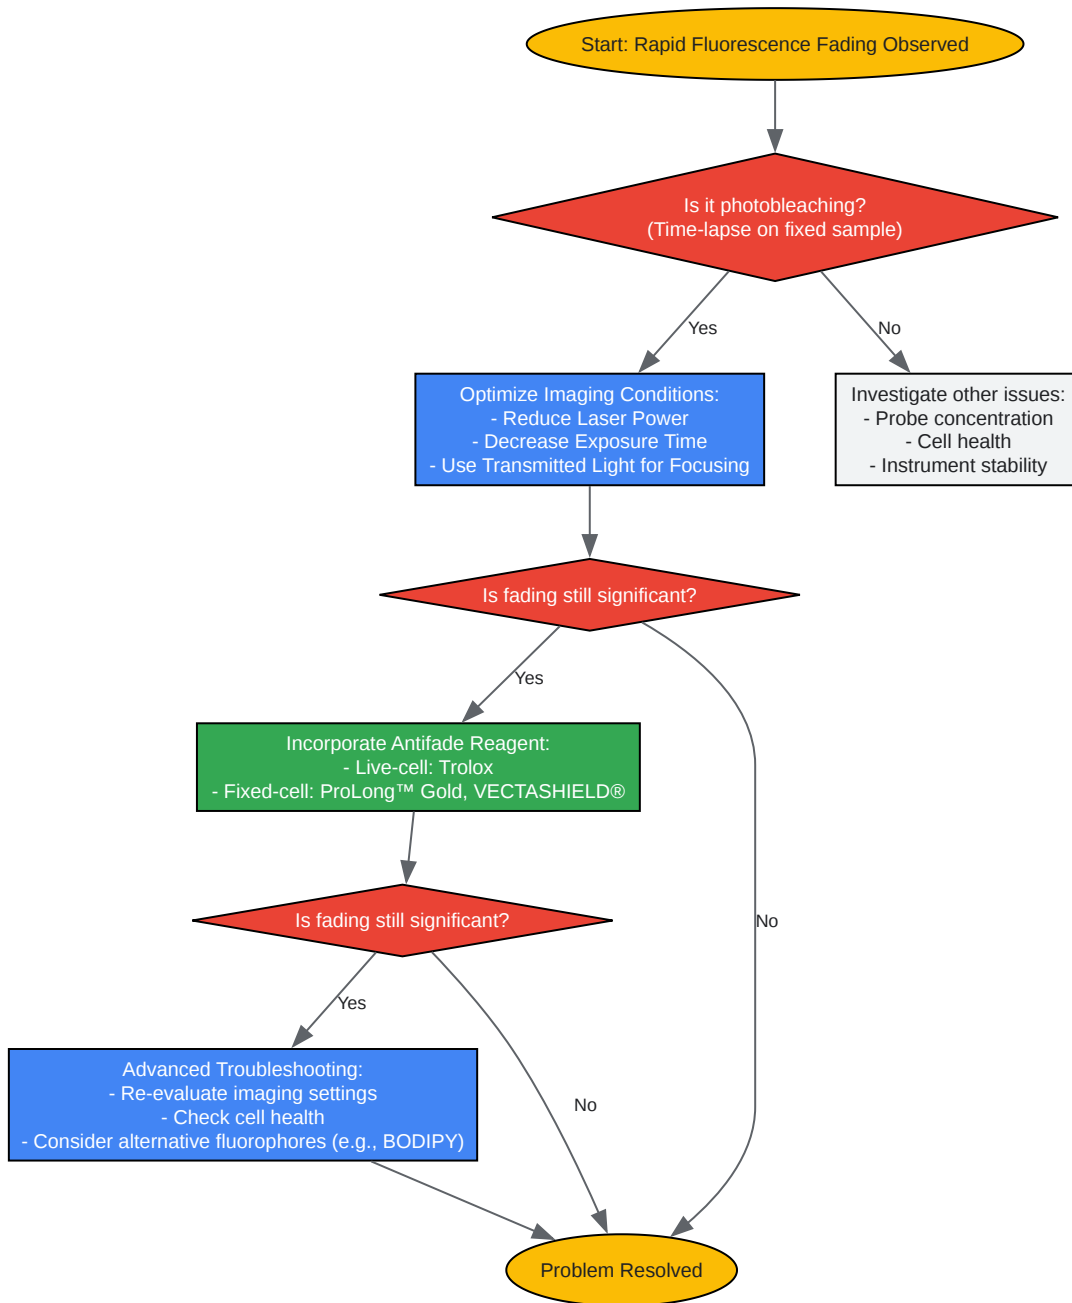 Start: Rapid Fluorescence Fading Observed
Is it photobleaching?
(Time-lapse on fixed sample)
Yes
No
Optimize Imaging Conditions:
- Reduce Laser Power
- Decrease Exposure Time
- Use Transmitted Light for Focusing
Investigate other issues:
- Probe concentration
- Cell health
- Instrument stability
Is fading still significant?
Yes
Incorporate Antifade Reagent:
- Live-cell: Trolox
- Fixed-cell: ProLong™ Gold, VECTASHIELD®
Is fading still significant?
No
Yes
Advanced Troubleshooting:
- Re-evaluate imaging settings
- Check cell health
- Consider alternative fluorophores (e.g., BODIPY)
No
Problem Resolved